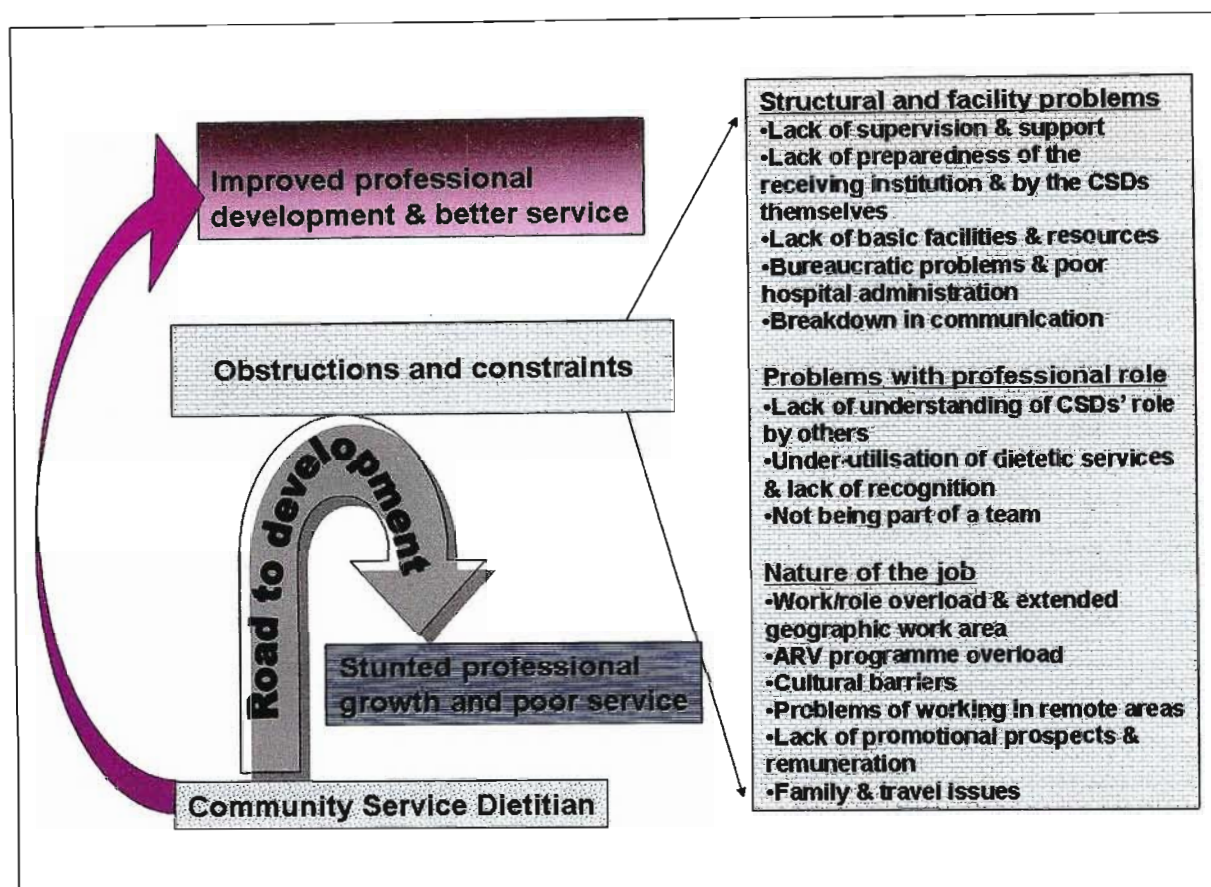 Improved professional
development & better service
Obstructions and constraints
Road to development
Stunted professional
growth and poor service
Community Service Dietitian
Structural and facility problems
•Lack of supervision & support
•Lack of preparedness of the
receiving institution & by the CSDs
themselves
•Lack of basic facilities & resources
•Bureaucratic problems & poor
hospital administration
•Breakdown in communication
Problems with professional role
•Lack of understanding of CSDs' role
by others
•Under-utilisation of dietetic services
& lack of recognition
•Not being part of a team
Nature of the job
•Work/role overload & extended
geographic work area
•ARV programme overload
•Cultural barriers
•Problems of working in remote areas
•Lack of promotional prospects &
remuneration
•Family & travel issues